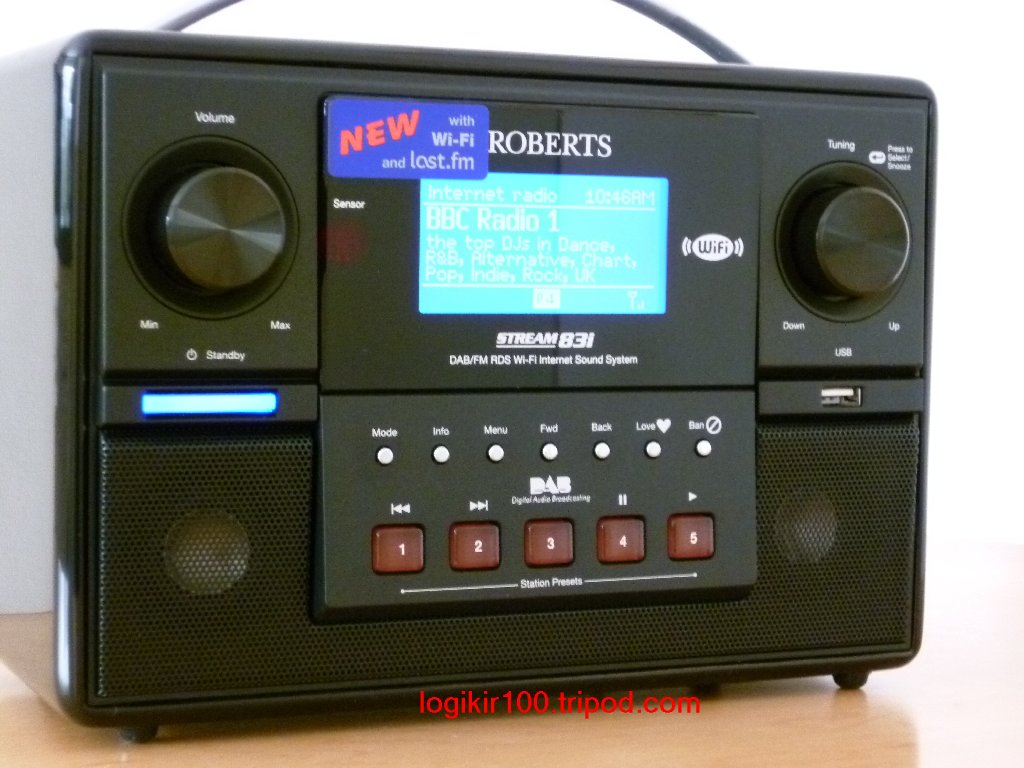 Volume
Min
Max
Standby
NEW with
Wi-Fi
and last.fm
ROBERTS
Sensor
Internet radio 10:46AM
BBC Radio 1
the top DJs in Dance,
R&B, Alternative, Chart,
Pop, Indie, Rock, UK
((WiFi))
STREAM 83i
DAB/FM RDS Wi-Fi Internet Sound System
Tuning
Press to
Select/
Snooze
Down
Up
USB
Mode Info Menu Fwd Back Love Ban
DAB
Digital Audio Broadcasting
1 2 3 4 5
Station Presets
logikir100.tripod.com